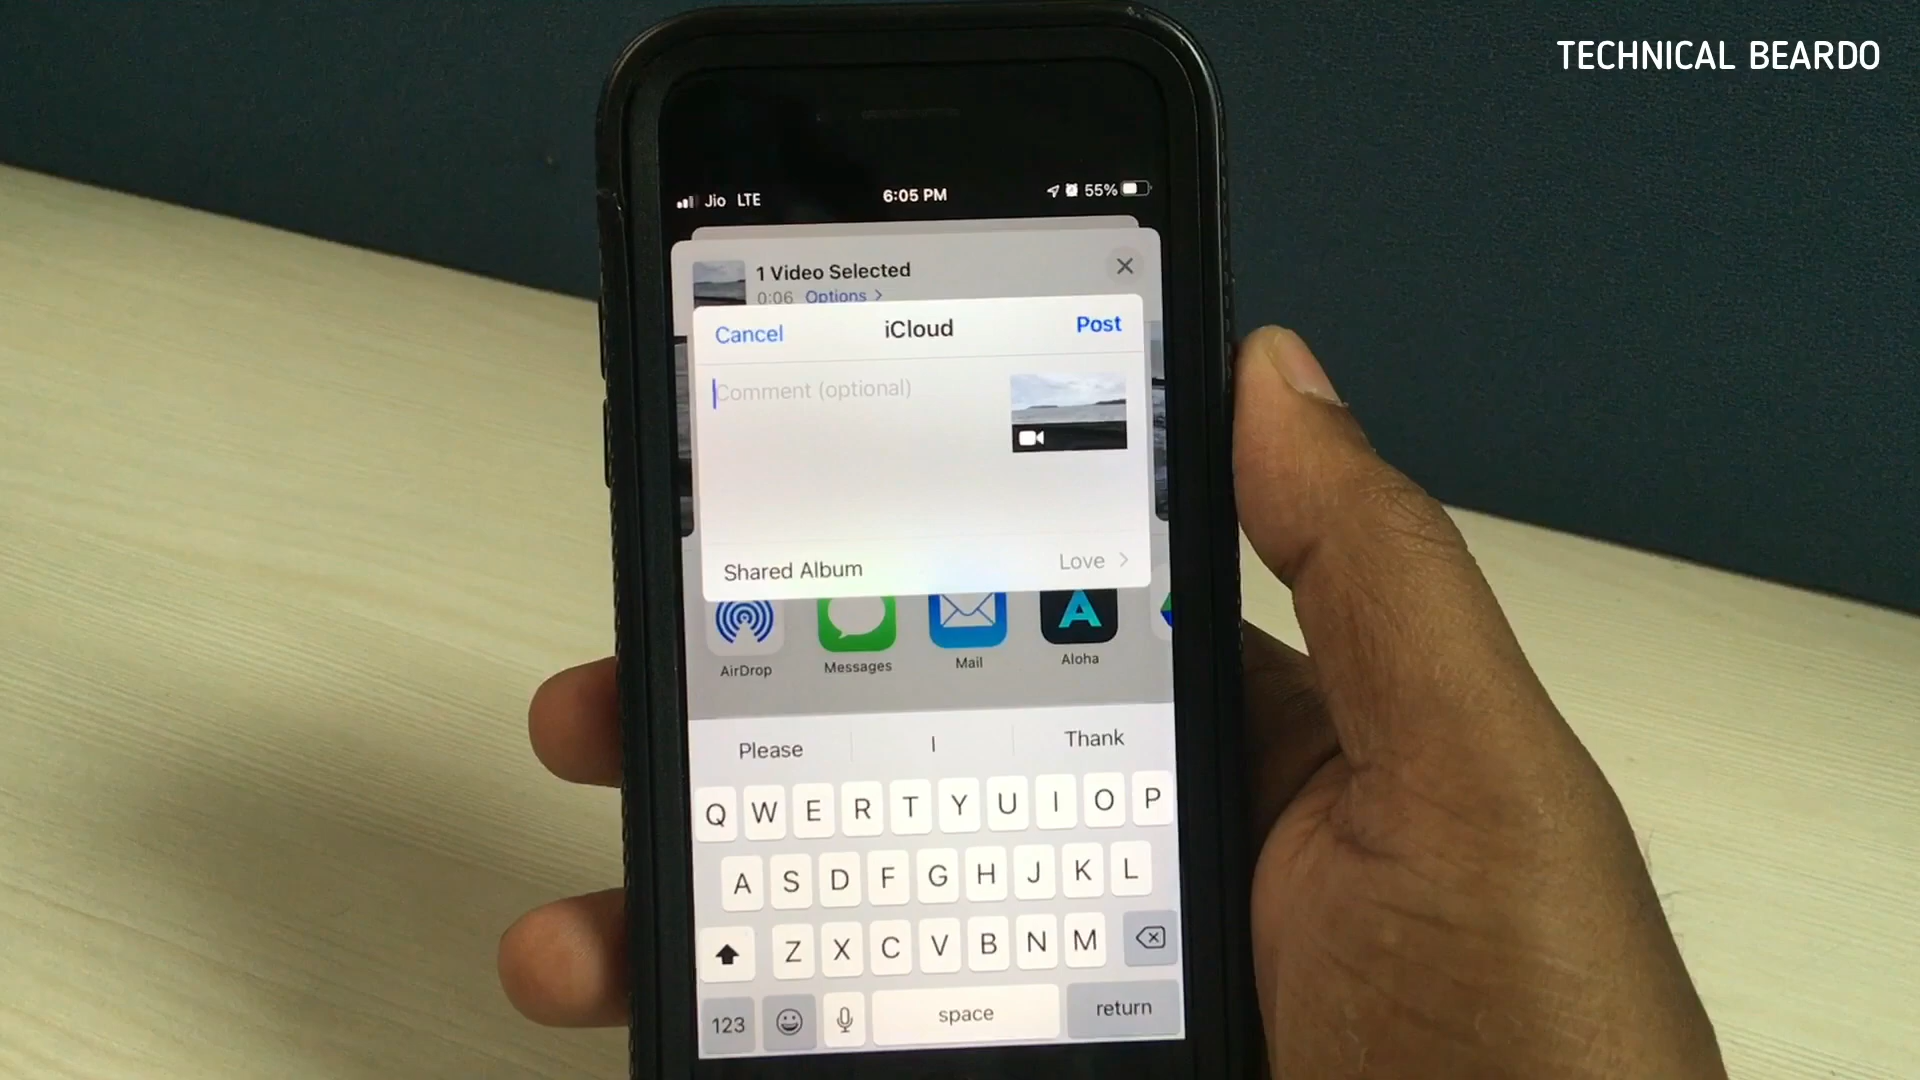 TECHNICAL BEARDO
Jio LTE 6:05 PM 55%
1 Video Selected
0:06 Options >
Cancel iCloud Post
Comment (optional)
Shared Album Love >
AirDrop Messages Mail Aloha
Please I Thank
Q W E R T Y U I O P
A S D F G H J K L
Z X C V B N M
123 space return